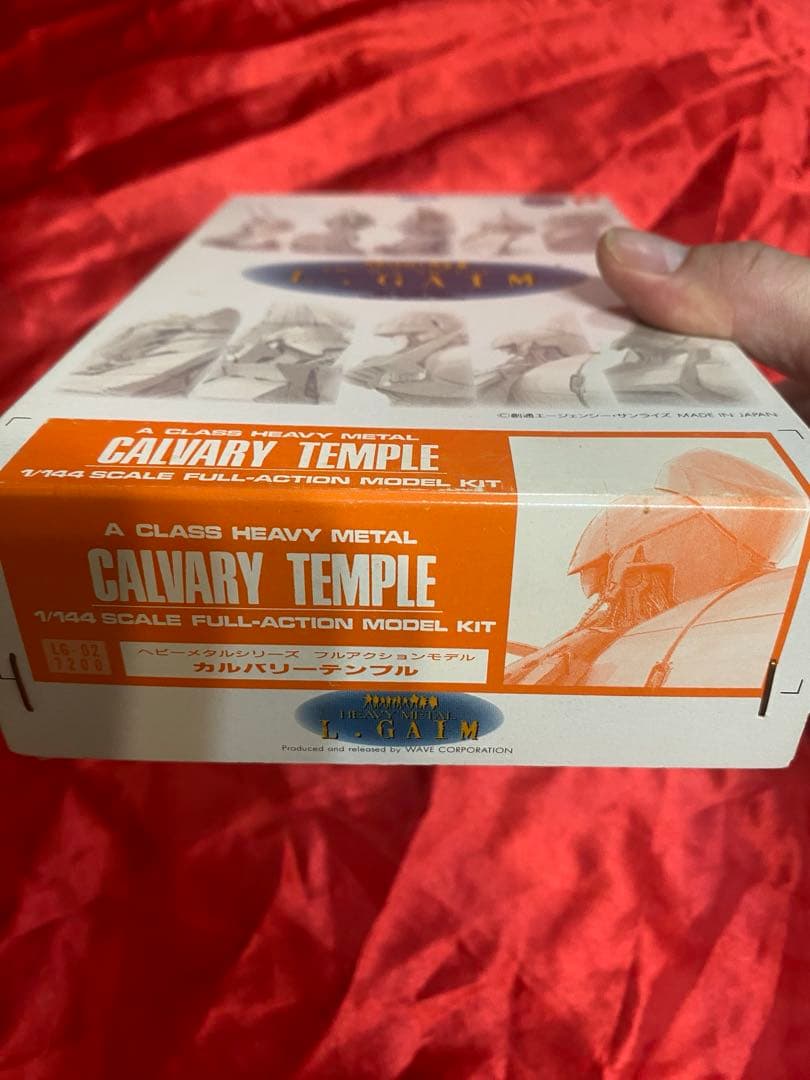 L.GAIM
©創通エージェンシー・サンライズ MADE IN JAPAN
A CLASS HEAVY METAL
CALVARY TEMPLE
1/144 SCALE FULL-ACTION MODEL KIT
A CLASS HEAVY METAL
CALVARY TEMPLE
1/144 SCALE FULL-ACTION MODEL KIT
LG-02
7200
ヘビーメタルシリーズ フルアクションモデル
カルバリーテンプル
HEAVY METAL
L.GAIM
Produced and released by WAVE CORPORATION